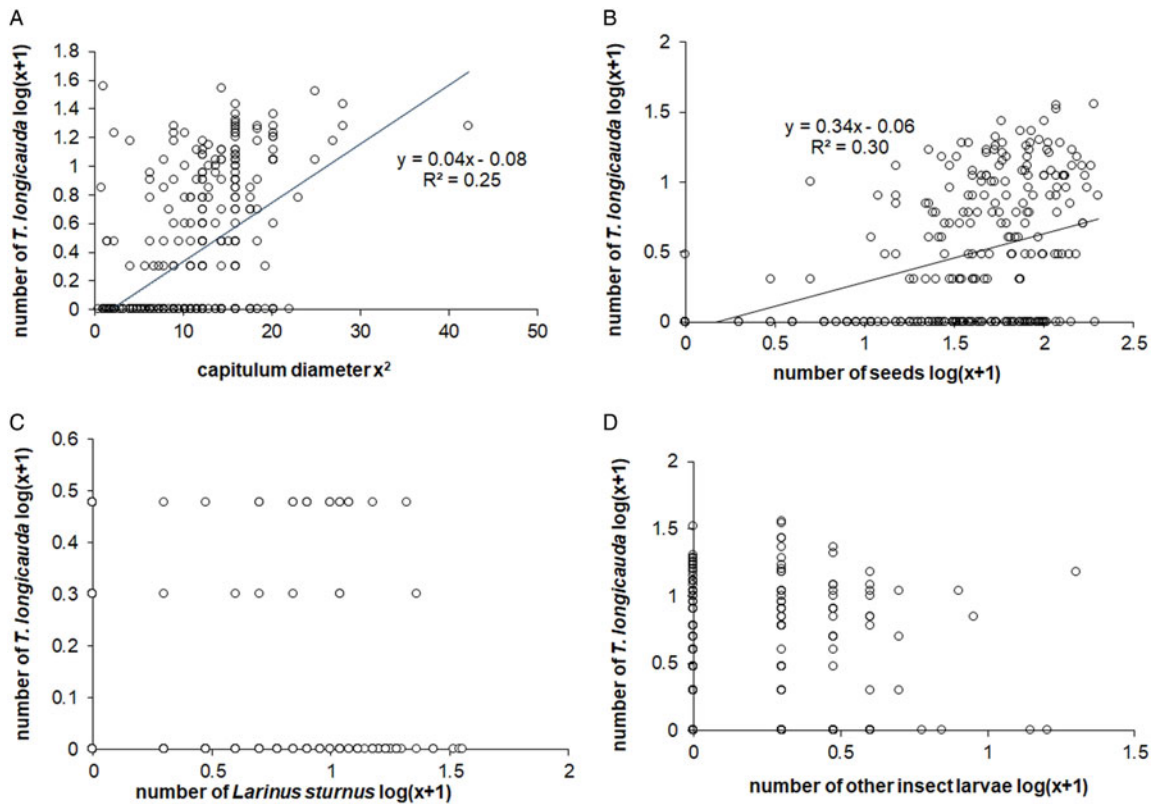 A
number of T. longicauda log(x+1)
1.8
1.6
1.4
1.2
1
0.8
0.6
0.4
0.2
0
y = 0.04x - 0.08
R² = 0.25
0 10 20 30 40 50
capitulum diameter x²
B
number of T. longicauda log(x+1)
2
1.5
1
0.5
0
y = 0.34x - 0.06
R² = 0.30
0 0.5 1 1.5 2 2.5
number of seeds log(x+1)
C
number of T. longicauda log(x+1)
0.6
0.5
0.4
0.3
0.2
0.1
0
0 0.5 1 1.5 2
number of Larinus sturnus log(x+1)
D
number of T. longicauda log(x+1)
2
1.5
1
0.5
0
0 0.5 1 1.5
number of other insect larvae log(x+1)